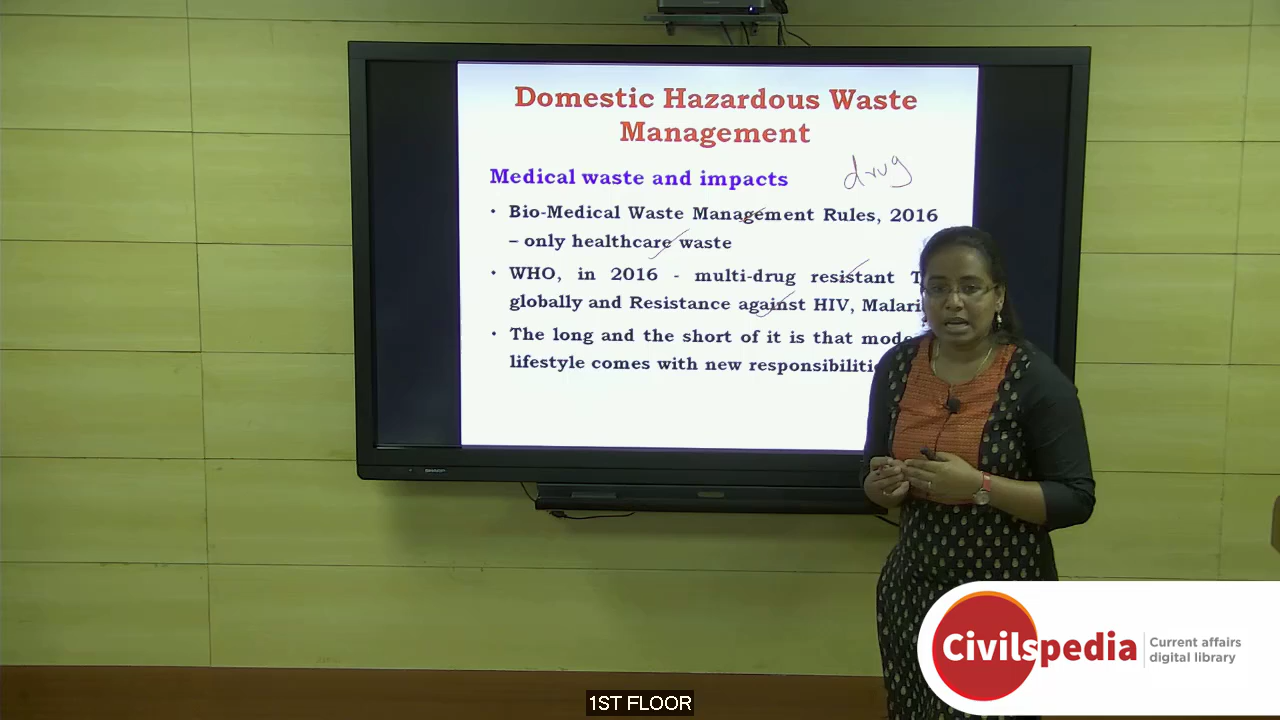 Domestic Hazardous Waste
Management
drug
Medical waste and impacts
• Bio-Medical Waste Management Rules, 2016
– only healthcare waste
• WHO, in 2016 - multi-drug resistant
globally and Resistance against HIV,
• The long and the short of it is that
lifestyle comes with new
Civilspedia
Current affairs
digital library
1ST FLOOR